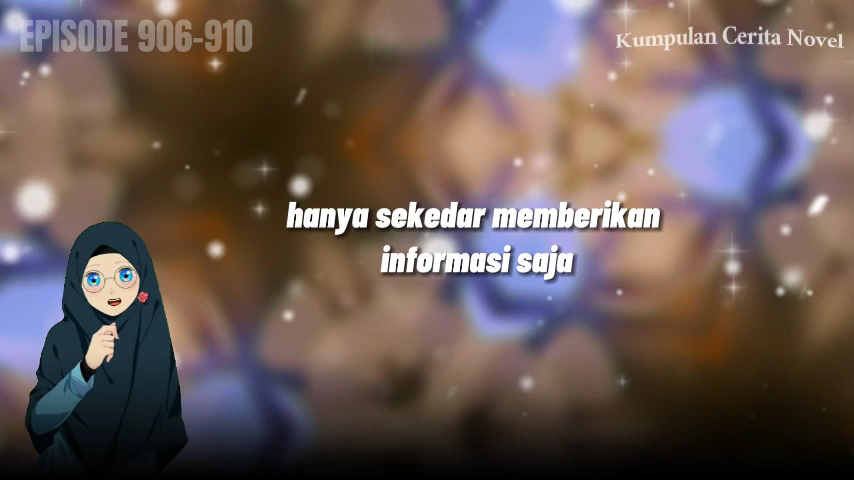 EPISODE 906-910
Kumpulan Cerita Novel
hanya sekedar memberikan
informasi saja